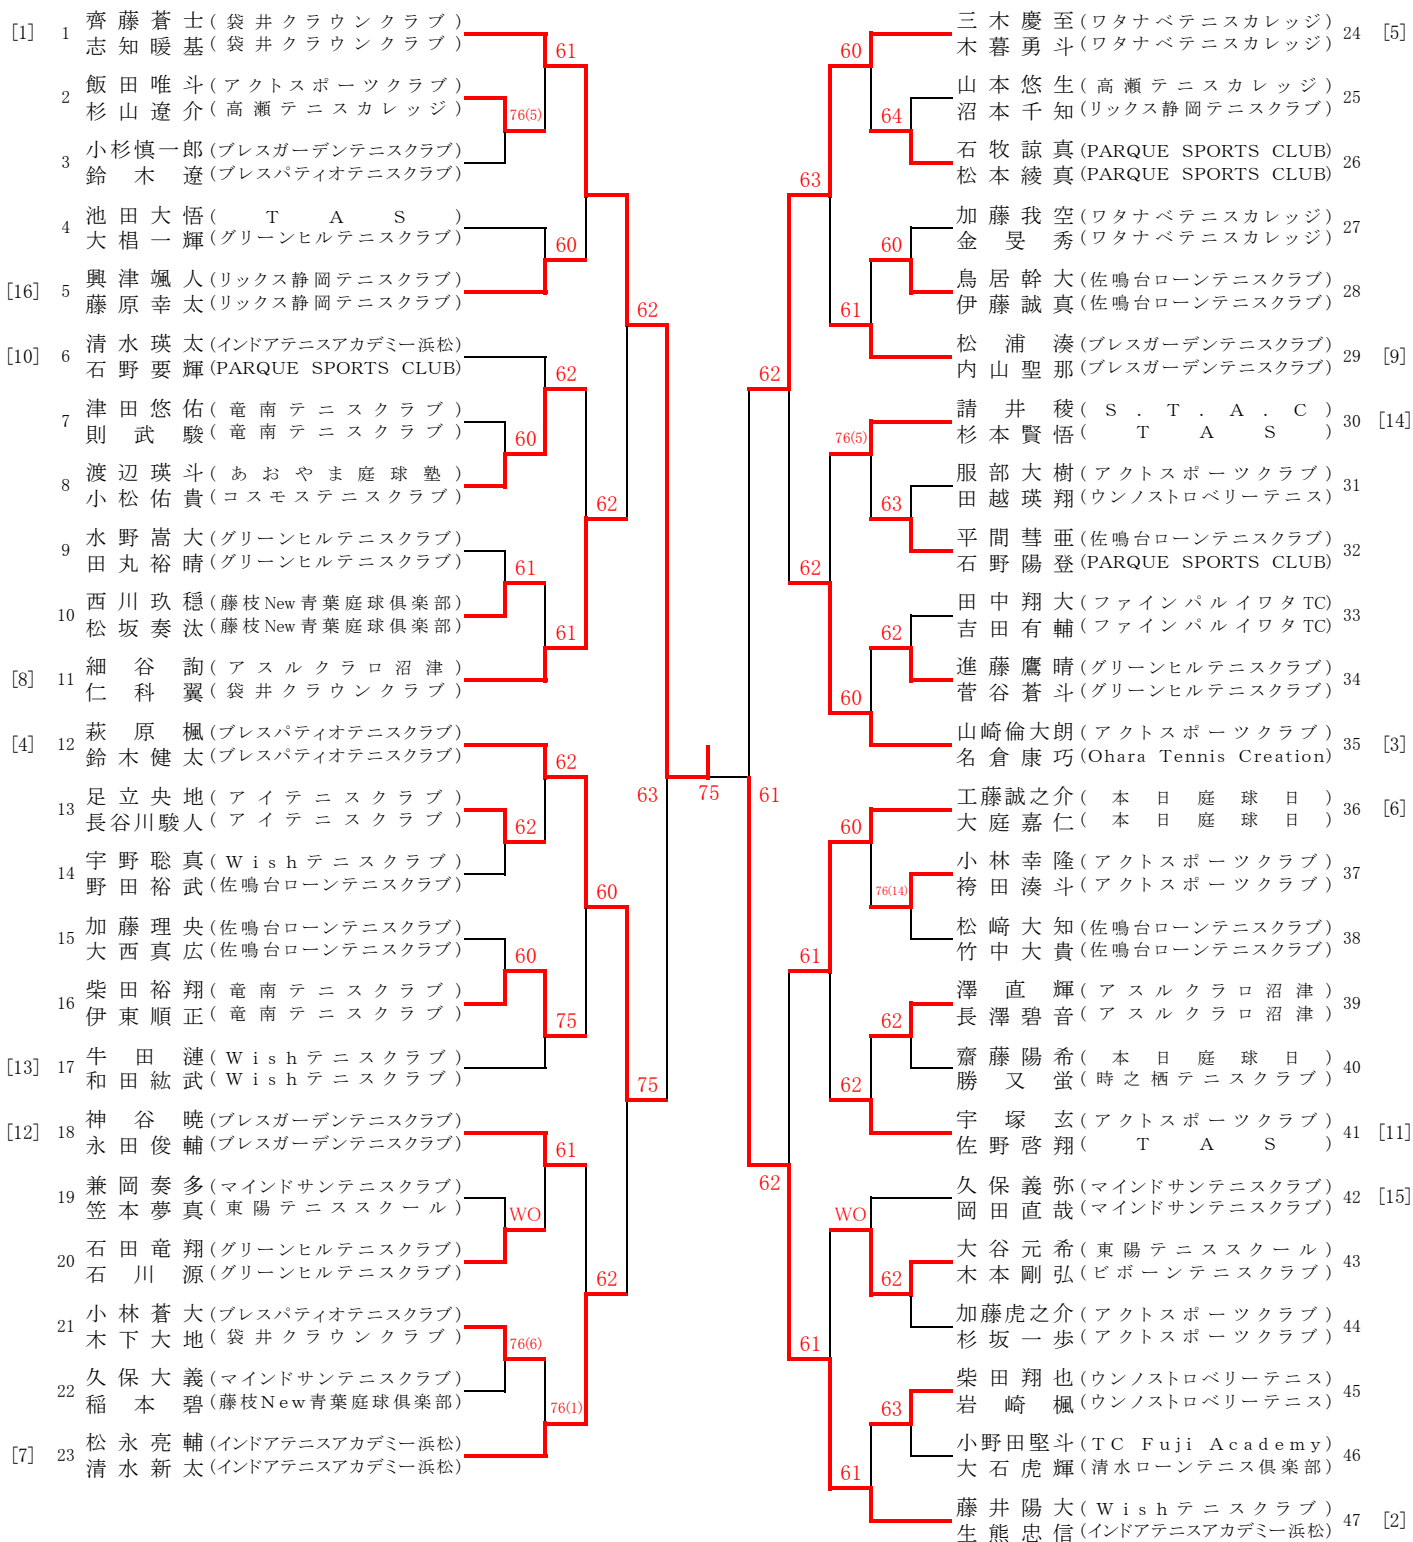 [1] 1 齊藤蒼士(袋井クラウンクラブ)
志知暖基(袋井クラウンクラブ)
61
2 飯田唯斗(アクトスポーツクラブ)
杉山遼介(高瀬テニスカレッジ)
76(5)
3 小杉慎一郎(ブレスガーデンテニスクラブ)
鈴木遼(ブレスパティオテニスクラブ)
4 池田大悟(TAS)
大椙一輝(グリーンヒルテニスクラブ)
60
[16] 5 興津颯人(リックス静岡テニスクラブ)
藤原幸太(リックス静岡テニスクラブ)
62
[10] 6 清水瑛太(インドアテニスアカデミー浜松)
石野要輝(PARQUE SPORTS CLUB)
62
7 津田悠佑(竜南テニスクラブ)
則武駿(竜南テニスクラブ)
60
8 渡辺瑛斗(あおやま庭球塾)
小松佑貴(コスモステニスクラブ)
62
9 水野嵩大(グリーンヒルテニスクラブ)
田丸裕晴(グリーンヒルテニスクラブ)
61
10 西川玖穏(藤枝New青葉庭球倶楽部)
松坂奏汰(藤枝New青葉庭球倶楽部)
61
[8] 11 細谷詢(アスルクラロ沼津)
仁科翼(袋井クラウンクラブ)
[4] 12 萩原楓(ブレスパティオテニスクラブ)
鈴木健太(ブレスパティオテニスクラブ)
62
63
75
61
13 足立央地(アイテニスクラブ)
長谷川駿人(アイテニスクラブ)
62
14 宇野聡真(Wishテニスクラブ)
野田裕武(佐鳴台ローンテニスクラブ)
60
15 加藤理央(佐鳴台ローンテニスクラブ)
大西真広(佐鳴台ローンテニスクラブ)
60
16 柴田裕翔(竜南テニスクラブ)
伊東順正(竜南テニスクラブ)
75
[13] 17 牛田漣(Wishテニスクラブ)
和田紘武(Wishテニスクラブ)
75
[12] 18 神谷暁(ブレスガーデンテニスクラブ)
永田俊輔(ブレスガーデンテニスクラブ)
61
19 兼岡奏多(マインドサンテニスクラブ)
笠本夢真(東陽テニススクール)
WO
20 石田竜翔(グリーンヒルテニスクラブ)
石川源(グリーンヒルテニスクラブ)
62
21 小林蒼大(ブレスパティオテニスクラブ)
木下大地(袋井クラウンクラブ)
76(6)
22 久保大義(マインドサンテニスクラブ)
稲本碧(藤枝New青葉庭球倶楽部)
76(1)
[7] 23 松永亮輔(インドアテニスアカデミー浜松)
清水新太(インドアテニスアカデミー浜松)
三木慶至(ワタナベテニスカレッジ) 24 [5]
木暮勇斗(ワタナベテニスカレッジ)
60
山本悠生(高瀬テニスカレッジ) 25
沼本千知(リックス静岡テニスクラブ)
64
石牧諒真(PARQUE SPORTS CLUB) 26
松本綾真(PARQUE SPORTS CLUB)
63
加藤我空(ワタナベテニスカレッジ) 27
金旻秀(ワタナベテニスカレッジ)
60
鳥居幹大(佐鳴台ローンテニスクラブ) 28
伊藤誠真(佐鳴台ローンテニスクラブ)
61
松浦湊(ブレスガーデンテニスクラブ) 29 [9]
内山聖那(ブレスガーデンテニスクラブ)
62
請井稜(S.T.A.C) 30 [14]
杉本賢悟(TAS)
76(5)
服部大樹(アクトスポーツクラブ) 31
田越瑛翔(ウンノストロベリーテニス)
63
平間彗亜(佐鳴台ローンテニスクラブ) 32
石野陽登(PARQUE SPORTS CLUB)
62
田中翔大(ファインパルイワタTC) 33
吉田有輔(ファインパルイワタTC)
62
進藤鷹晴(グリーンヒルテニスクラブ) 34
菅谷蒼斗(グリーンヒルテニスクラブ)
60
山崎倫大朗(アクトスポーツクラブ) 35 [3]
名倉康巧(Ohara Tennis Creation)
工藤誠之介(本日庭球日) 36 [6]
大庭嘉仁(本日庭球日)
60
小林幸隆(アクトスポーツクラブ) 37
袴田湊斗(アクトスポーツクラブ)
76(14)
松﨑大知(佐鳴台ローンテニスクラブ) 38
竹中大貴(佐鳴台ローンテニスクラブ)
61
澤直輝(アスルクラロ沼津) 39
長澤碧音(アスルクラロ沼津)
62
齋藤陽希(本日庭球日) 40
勝又蛍(時之栖テニスクラブ)
62
宇塚玄(アクトスポーツクラブ) 41 [11]
佐野啓翔(TAS)
62
久保義弥(マインドサンテニスクラブ) 42 [15]
岡田直哉(マインドサンテニスクラブ)
WO
大谷元希(東陽テニススクール) 43
木本剛弘(ビボーンテニスクラブ)
62
加藤虎之介(アクトスポーツクラブ) 44
杉坂一歩(アクトスポーツクラブ)
61
柴田翔也(ウンノストロベリーテニス) 45
岩崎楓(ウンノストロベリーテニス)
63
小野田堅斗(TC Fuji Academy) 46
大石虎輝(清水ローンテニス倶楽部)
61
藤井陽大(Wishテニスクラブ) 47 [2]
生熊忠信(インドアテニスアカデミー浜松)